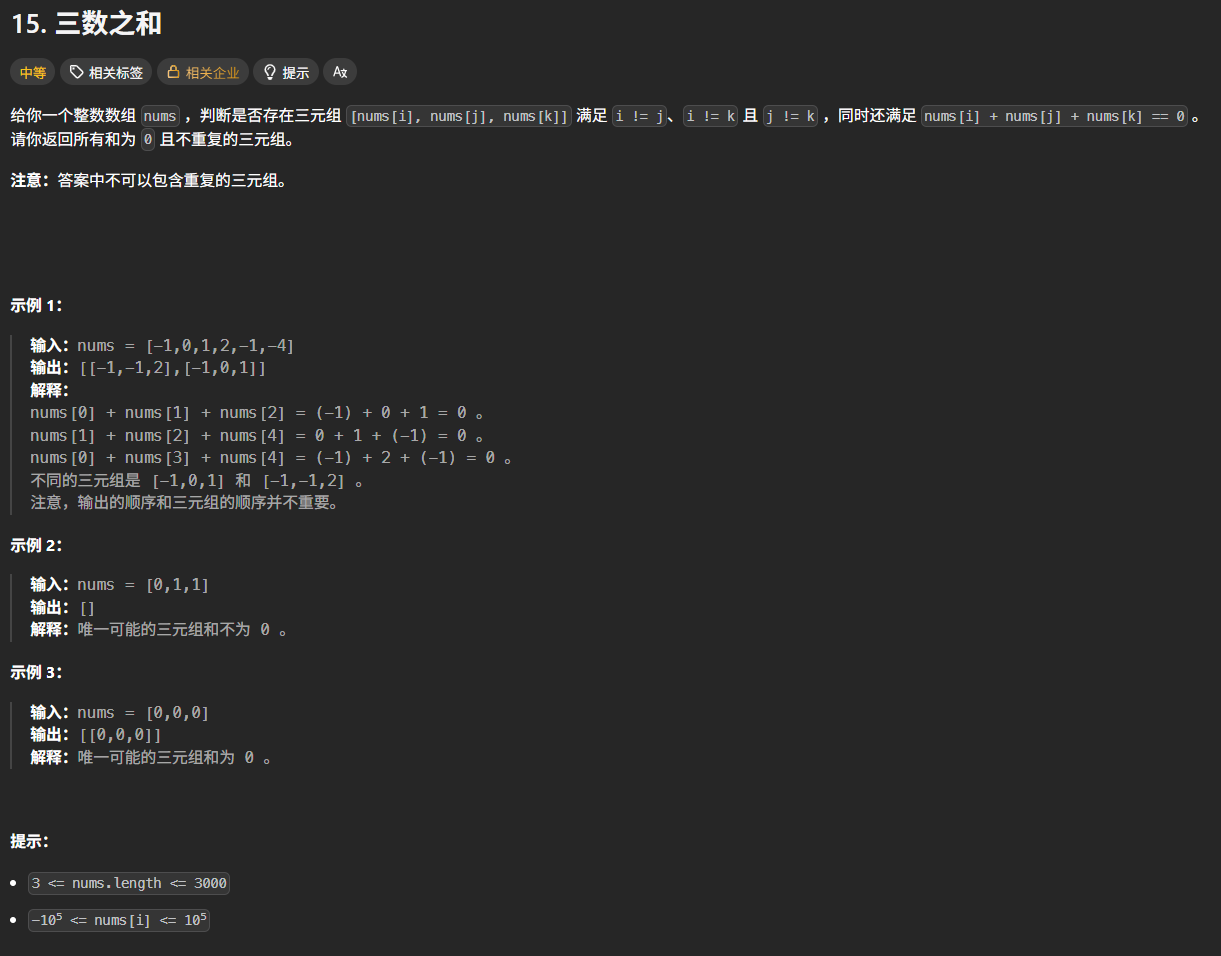 15. 三数之和
中等 相关标签 相关企业 提示 Aあ
给你一个整数数组 nums ，判断是否存在三元组 [nums[i], nums[j], nums[k]] 满足 i != j、i != k 且 j != k ，同时还满足 nums[i] + nums[j] + nums[k] == 0 。
请你返回所有和为 0 且不重复的三元组。
注意：答案中不可以包含重复的三元组。
示例 1：
输入：nums = [-1,0,1,2,-1,-4]
输出：[[-1,-1,2],[-1,0,1]]
解释：
nums[0] + nums[1] + nums[2] = (-1) + 0 + 1 = 0 。
nums[1] + nums[2] + nums[4] = 0 + 1 + (-1) = 0 。
nums[0] + nums[3] + nums[4] = (-1) + 2 + (-1) = 0 。
不同的三元组是 [-1,0,1] 和 [-1,-1,2] 。
注意，输出的顺序和三元组的顺序并不重要。
示例 2：
输入：nums = [0,1,1]
输出：[]
解释：唯一可能的三元组和不为 0 。
示例 3：
输入：nums = [0,0,0]
输出：[[0,0,0]]
解释：唯一可能的三元组和为 0 。
提示：
3 <= nums.length <= 3000
-10⁵ <= nums[i] <= 10⁵